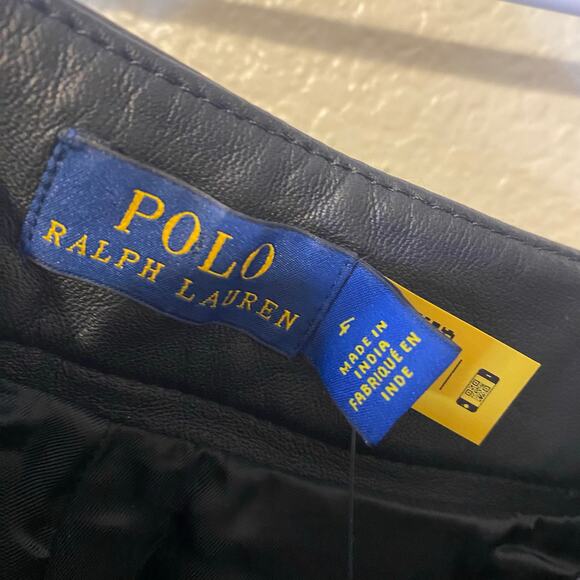 POLO
RALPH LAUREN
4
MADE IN
INDIA
FABRIQUÉ EN
INDE